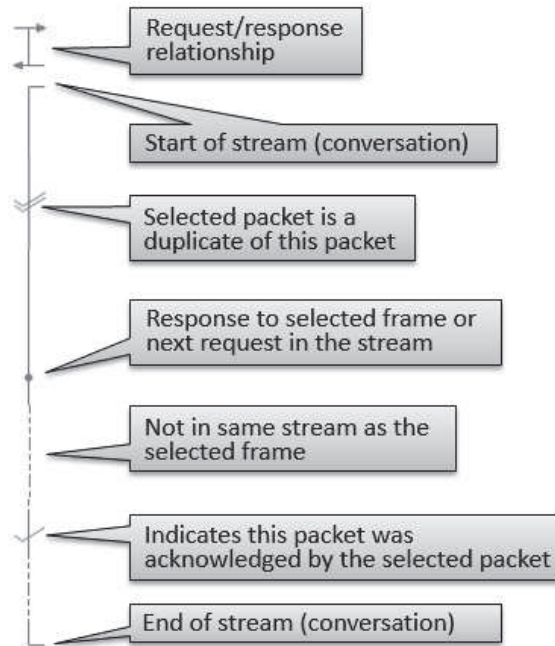 Request/response
relationship
Start of stream (conversation)
Selected packet is a
duplicate of this packet
Response to selected frame or
next request in the stream
Not in same stream as the
selected frame
Indicates this packet was
acknowledged by the selected packet
End of stream (conversation)